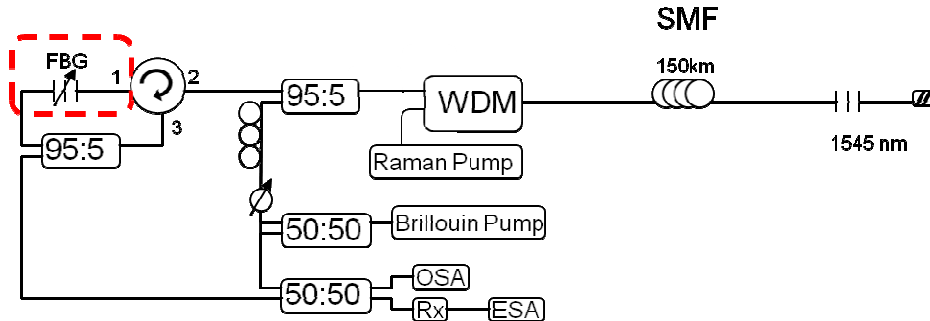 SMF
FBG
1
2
150km
95:5
WDM
3
1545 nm
95:5
Raman Pump
50:50
Brillouin Pump
OSA
50:50
Rx
ESA